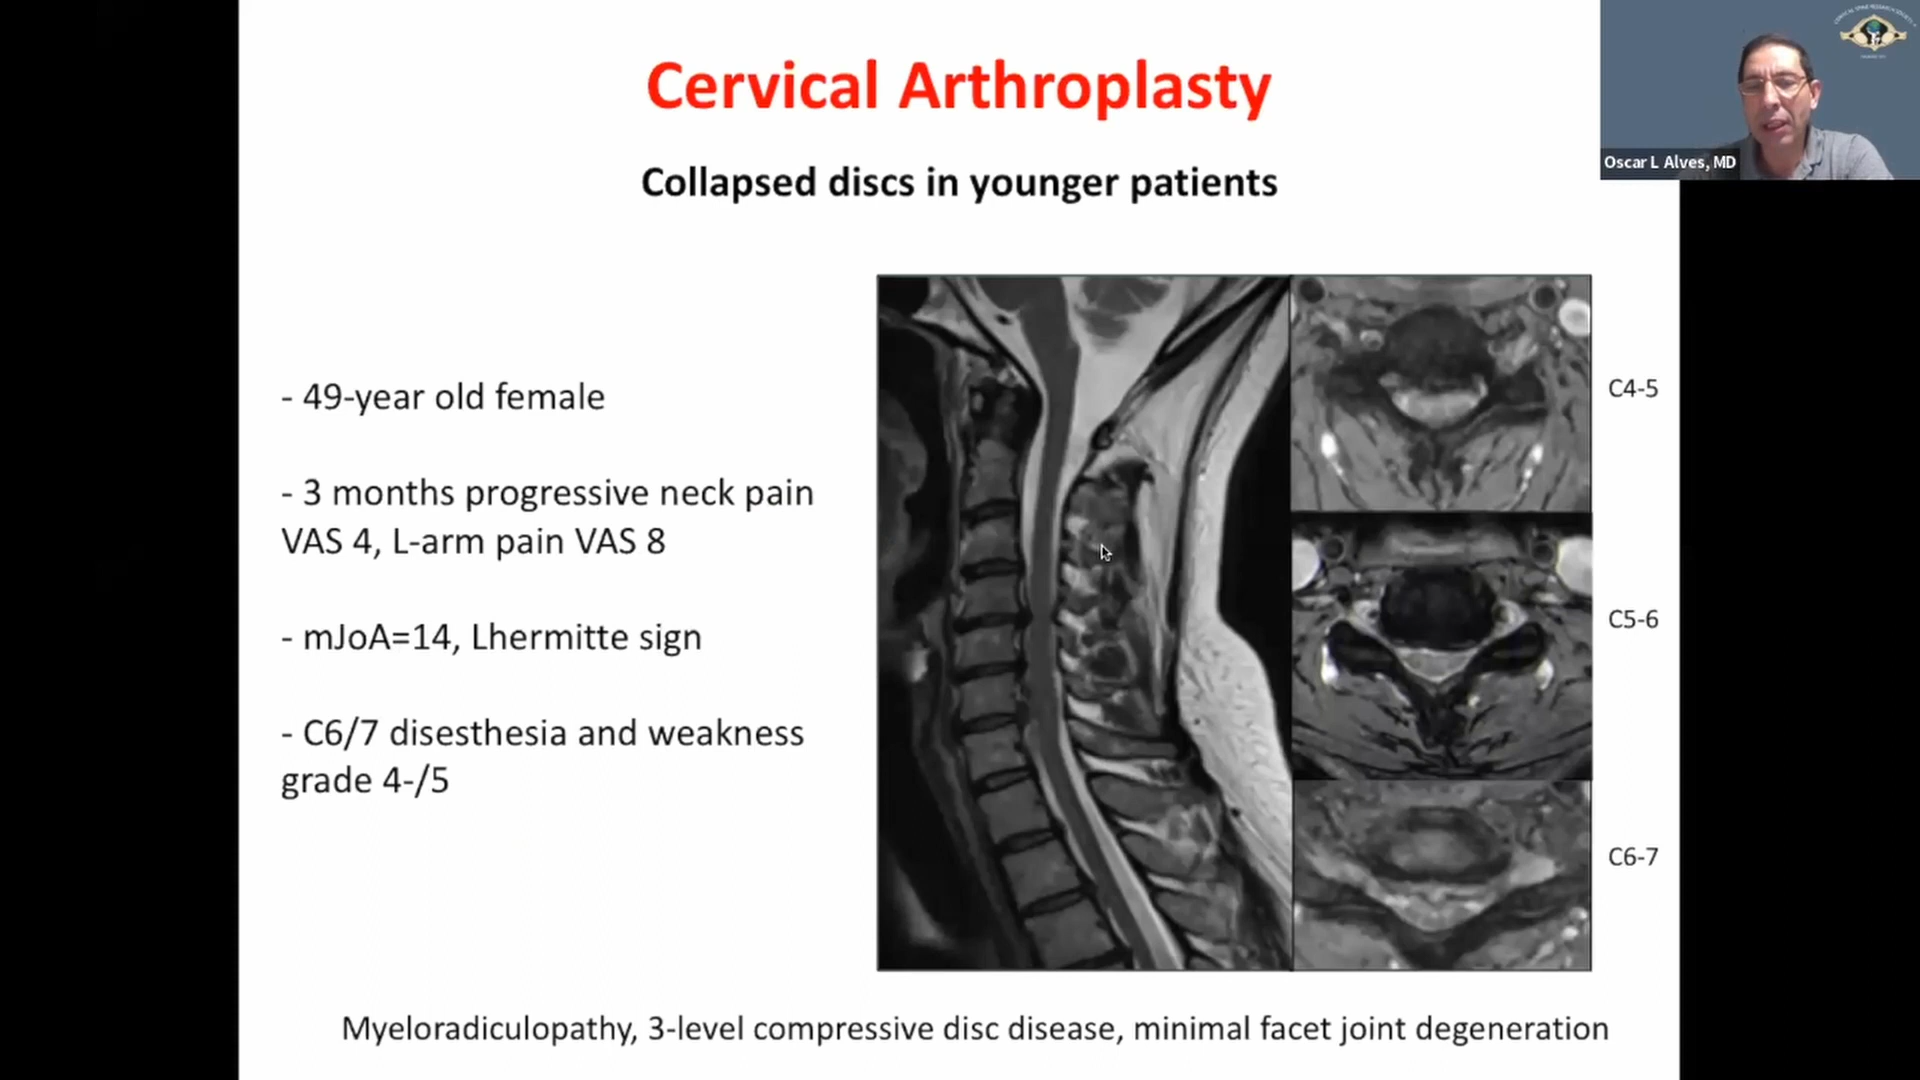 Cervical Arthroplasty
Collapsed discs in younger patients
Oscar L Alves, MD
- 49-year old female
- 3 months progressive neck pain
VAS 4, L-arm pain VAS 8
- mJoA=14, Lhermitte sign
- C6/7 disesthesia and weakness
grade 4-/5
C4-5
C5-6
C6-7
Myeloradiculopathy, 3-level compressive disc disease, minimal facet joint degeneration